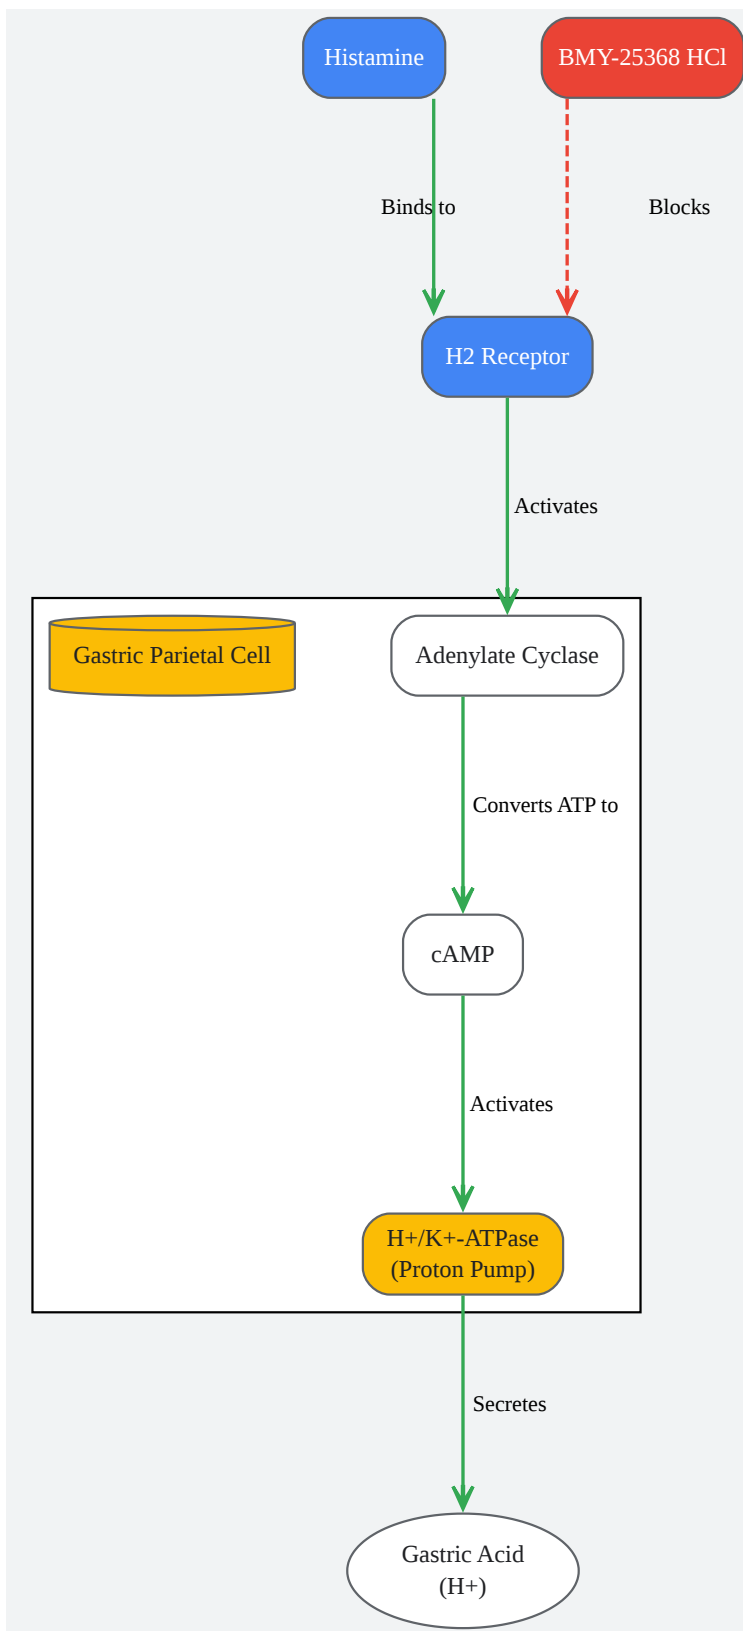 Histamine
BMY-25368 HCl
Binds to
Blocks
H2 Receptor
Activates
Gastric Parietal Cell
Adenylate Cyclase
Converts ATP to
cAMP
Activates
H+/K+-ATPase
(Proton Pump)
Secretes
Gastric Acid
(H+)